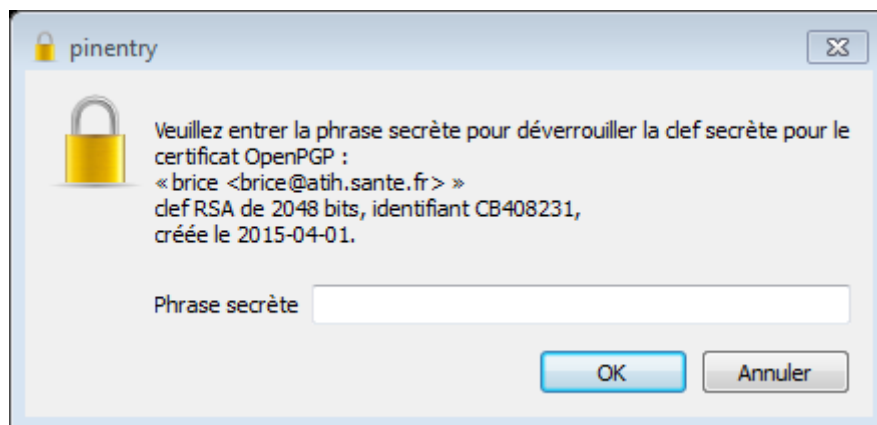 pinentry
Veuillez entrer la phrase secrète pour déverrouiller la clef secrète pour le
certificat OpenPGP :
« brice <brice@atih.sante.fr> »
clef RSA de 2048 bits, identifiant CB408231,
créée le 2015-04-01.
Phrase secrète
OK Annuler